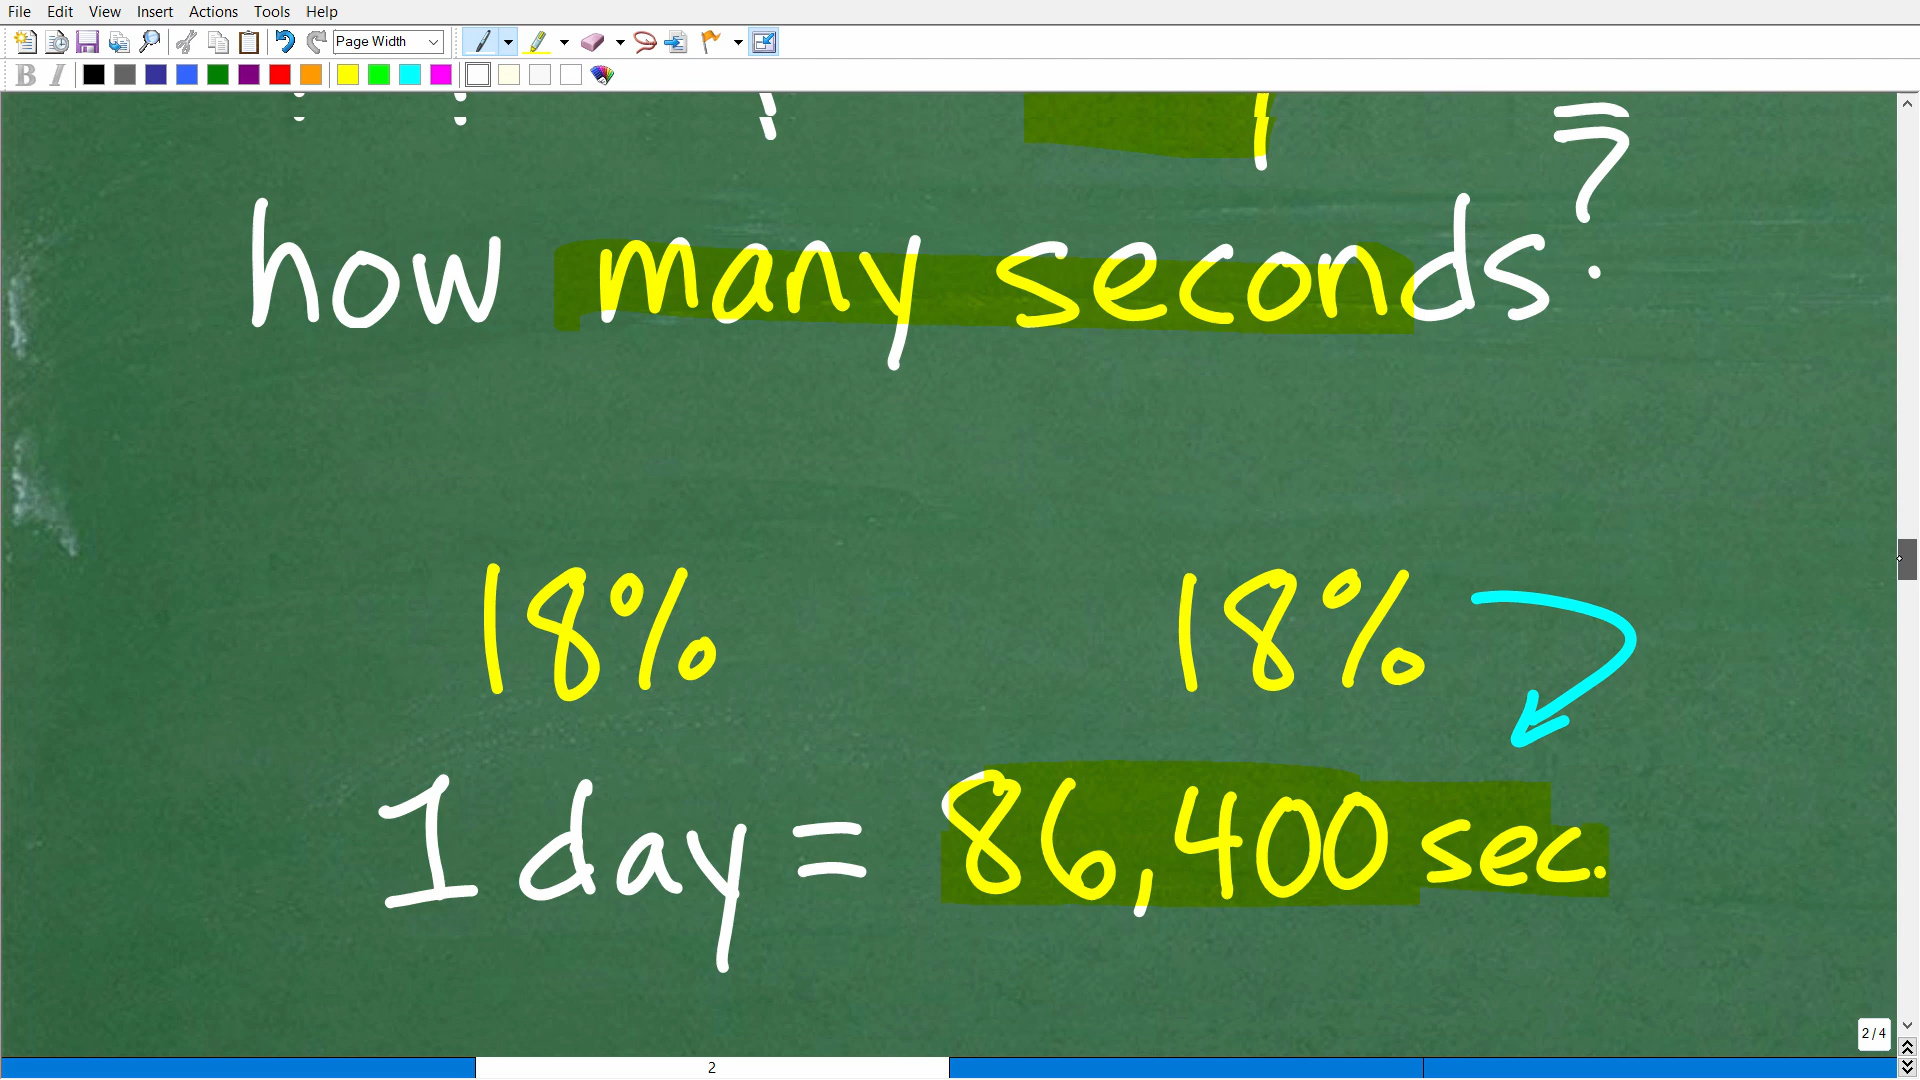 File Edit View Insert Actions Tools Help
Page Width
B I
how many seconds?
18% 18%
1 day = 86,400 sec.
2 / 4
2